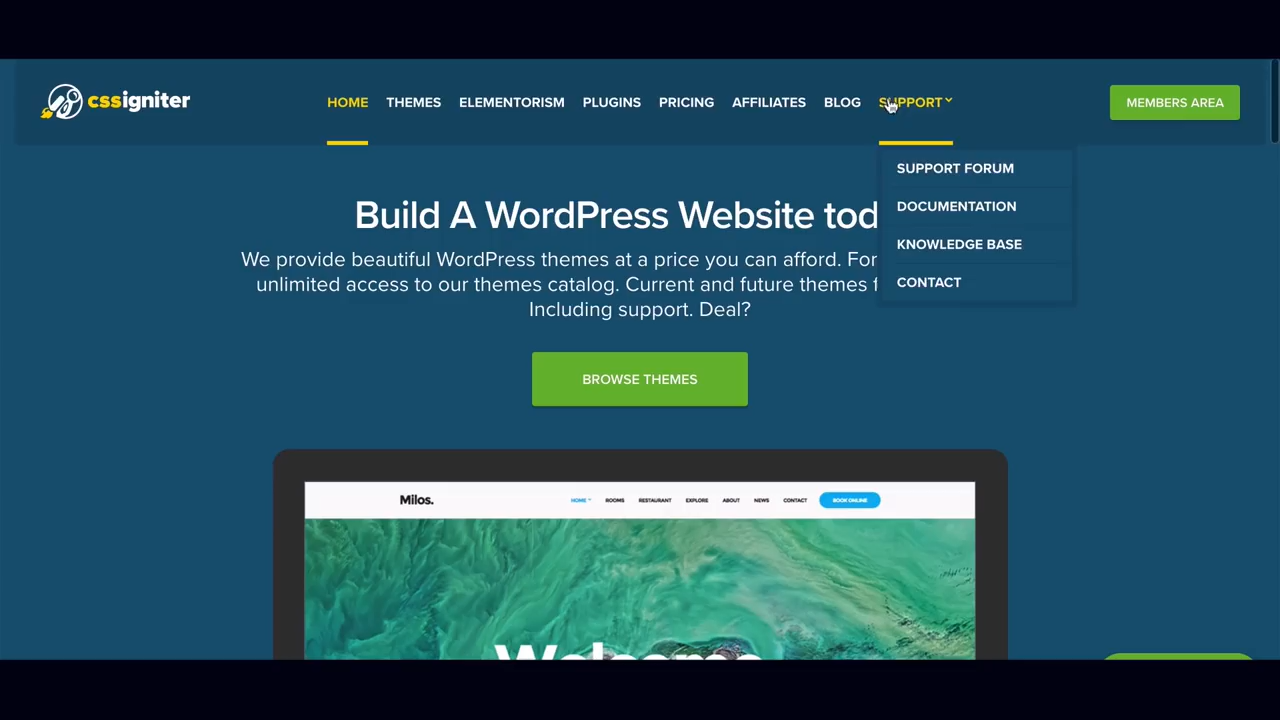 cssigniter
HOME THEMES ELEMENTORISM PLUGINS PRICING AFFILIATES BLOG SUPPORT
MEMBERS AREA
SUPPORT FORUM
DOCUMENTATION
KNOWLEDGE BASE
CONTACT
Build A WordPress Website tod
We provide beautiful WordPress themes at a price you can afford. For
unlimited access to our themes catalog. Current and future themes f
Including support. Deal?
BROWSE THEMES
Milos.
HOME ROOMS RESTAURANT EXPLORE ABOUT NEWS CONTACT BOOK ONLINE
Welcome